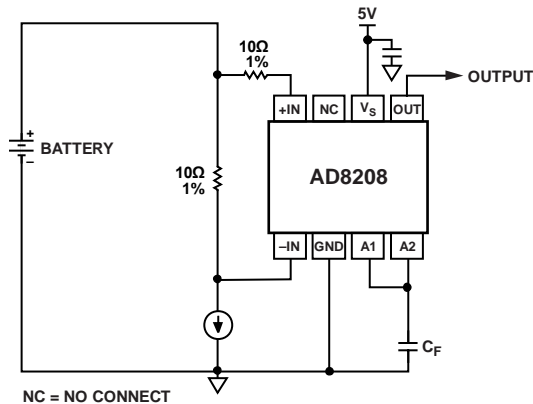 5V
10Ω
1%
OUTPUT
+IN
NC
VS
OUT
+
BATTERY
–
10Ω
1%
AD8208
–IN
GND
A1
A2
CF
NC = NO CONNECT